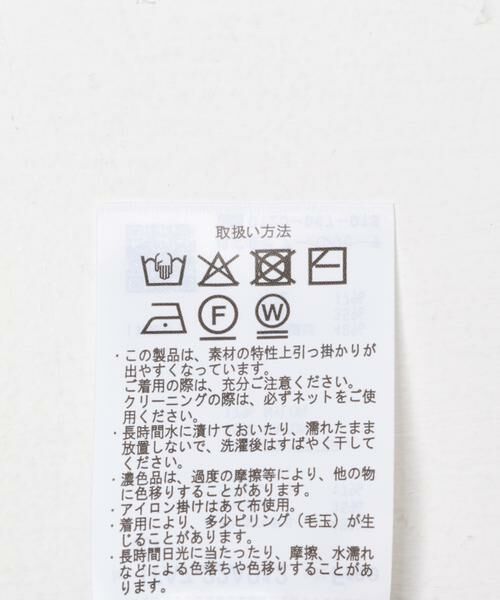 取扱い方法
F W
・この製品は、素材の特性上引っ掛かりが
出やすくなっています。
ご着用の際は、充分ご注意ください。
クリーニングの際は、必ずネットをご使
用ください。
・長時間水に漬けておいたり、濡れたまま
放置しないで、洗濯後はすばやく干して
ください。
・濃色品は、過度の摩擦等により、他の物
に色移りすることがあります。
・アイロン掛けはあて布使用。
・着用により、多少ピリング（毛玉）が生
じることがあります。
・長時間日光に当たったり、摩擦、水濡れ
などによる色落ちや色移りすることがあ
ります。